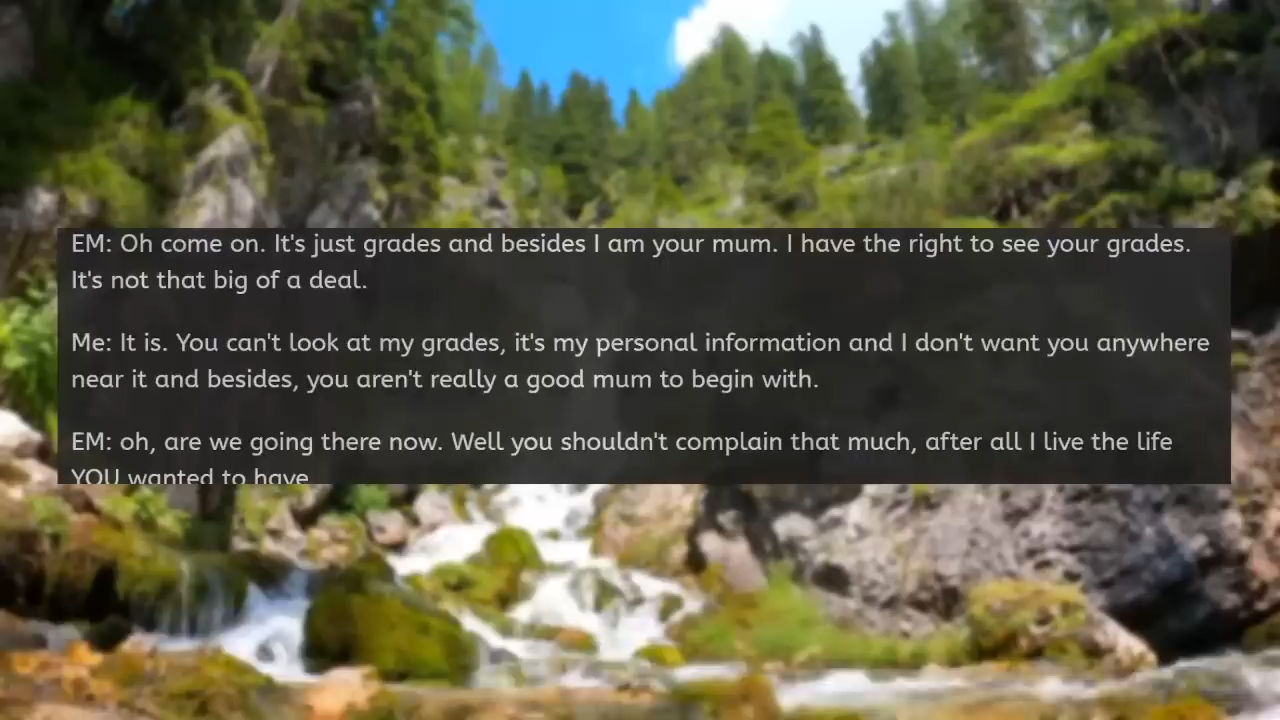 EM: Oh come on. It's just grades and besides I am your mum. I have the right to see your grades.
It's not that big of a deal.
Me: It is. You can't look at my grades, it's my personal information and I don't want you anywhere
near it and besides, you aren't really a good mum to begin with.
EM: oh, are we going there now. Well you shouldn't complain that much, after all I live the life
YOU wanted to have